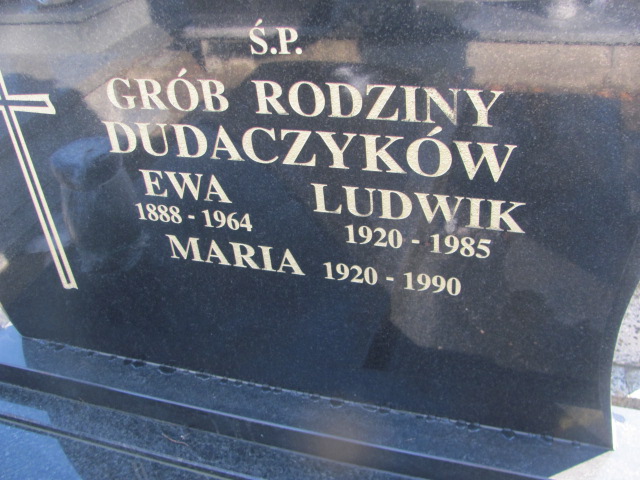 Ś.P.
GRÓB RODZINY
DUDACZYKÓW
EWA LUDWIK
1888 - 1964 1920 - 1985
MARIA 1920 - 1990